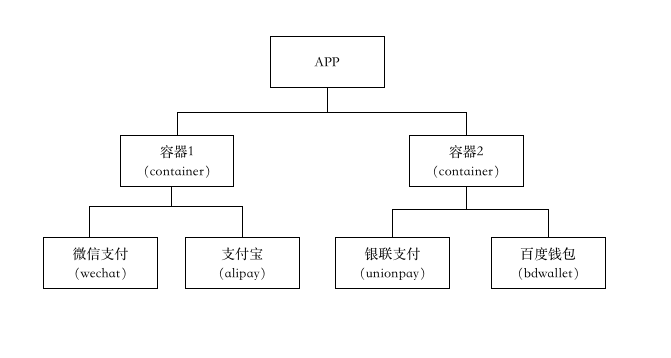 APP
容器1
（container）
容器2
（container）
微信支付
（wechat）
支付宝
（alipay）
银联支付
（unionpay）
百度钱包
（bdwallet）